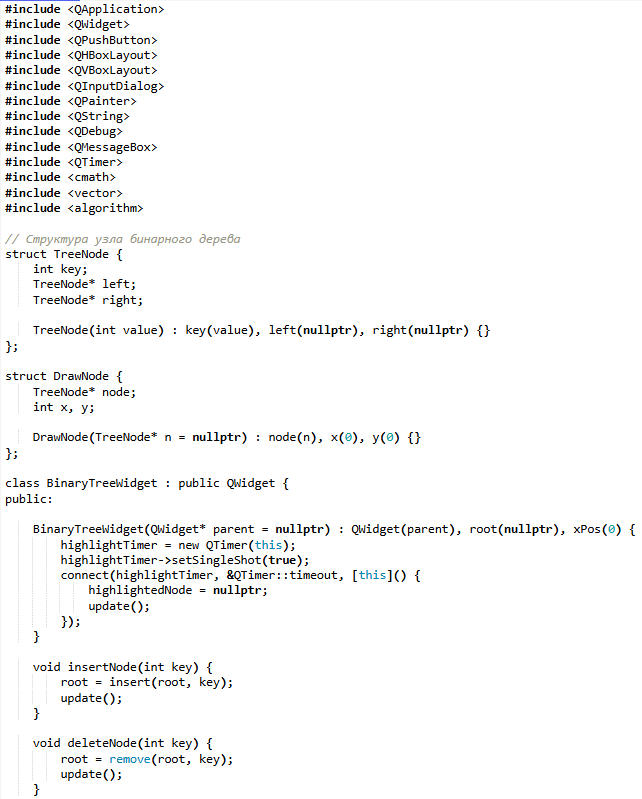 #include <QApplication>
#include <QWidget>
#include <QPushButton>
#include <QHBoxLayout>
#include <QVBoxLayout>
#include <QInputDialog>
#include <QPainter>
#include <QString>
#include <QDebug>
#include <QMessageBox>
#include <QTimer>
#include <cmath>
#include <vector>
#include <algorithm>

// Структура узла бинарного дерева
struct TreeNode {
    int key;
    TreeNode* left;
    TreeNode* right;

    TreeNode(int value) : key(value), left(nullptr), right(nullptr) {}
};

struct DrawNode {
    TreeNode* node;
    int x, y;

    DrawNode(TreeNode* n = nullptr) : node(n), x(0), y(0) {}
};

class BinaryTreeWidget : public QWidget {
public:

    BinaryTreeWidget(QWidget* parent = nullptr) : QWidget(parent), root(nullptr), xPos(0) {
        highlightTimer = new QTimer(this);
        highlightTimer->setSingleShot(true);
        connect(highlightTimer, &QTimer::timeout, [this]() {
            highlightedNode = nullptr;
            update();
        });
    }

    void insertNode(int key) {
        root = insert(root, key);
        update();
    }

    void deleteNode(int key) {
        root = remove(root, key);
        update();
    }